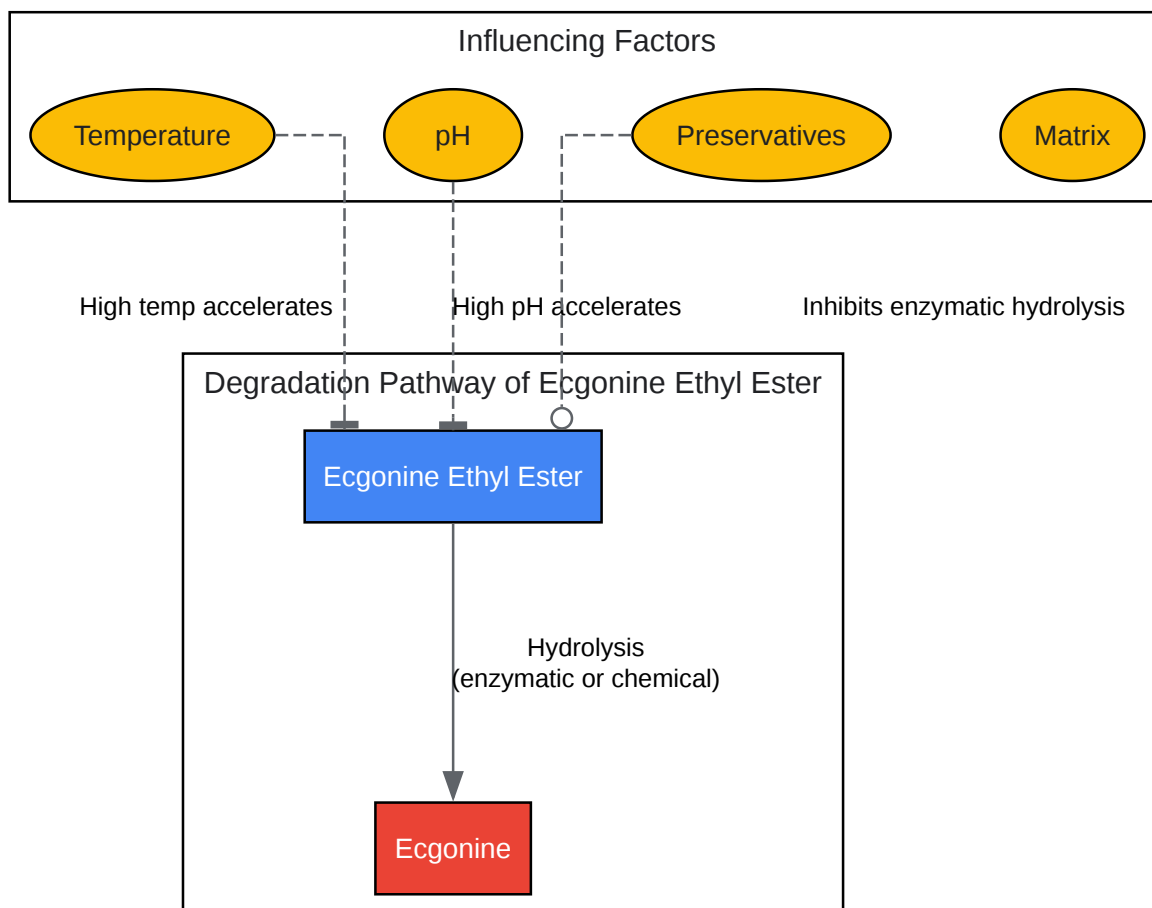 Influencing Factors
Temperature
pH
Preservatives
Matrix
High temp accelerates
High pH accelerates
Inhibits enzymatic hydrolysis
Degradation Pathway of Ecgonine Ethyl Ester
Ecgonine Ethyl Ester
Hydrolysis
(enzymatic or chemical)
Ecgonine